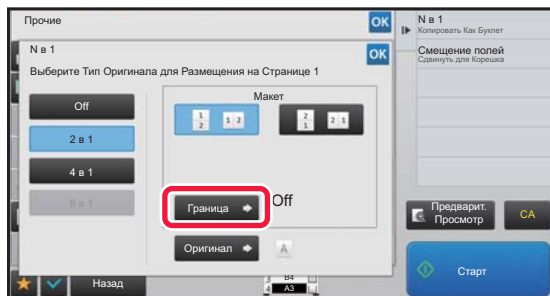 Прочие
OK
N в 1
Копировать Как Буклет
N в 1
OK
Смещение полей
Сдвинуть для Корешка
Выберите Тип Оригинала для Размещения на Странице 1
Off
Макет
1 2
1 2
2 1
2 1
2 в 1
4 в 1
8 в 1
Граница
Off
Предварит.
Просмотр
CA
Оригинал
A
Назад
B4
4 A3
Старт